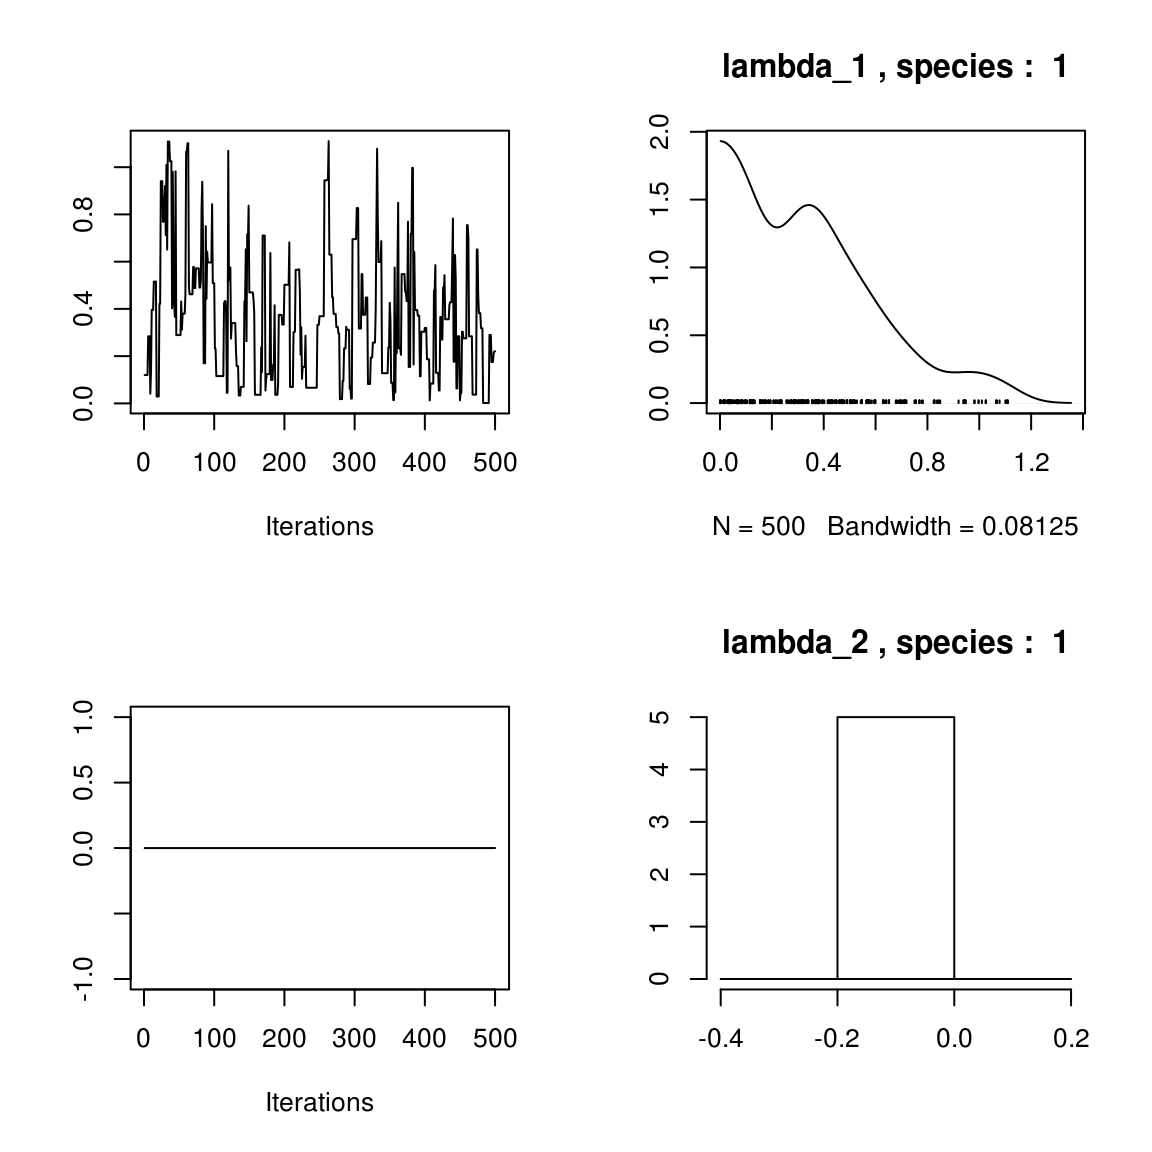 lambda_1 , species :  1
0.0 0.4 0.8
0 100 200 300 400 500
Iterations
0.0 0.5 1.0 1.5 2.0
0.0 0.4 0.8 1.2
N = 500   Bandwidth = 0.08125
lambda_2 , species :  1
-1.0 0.0 0.5 1.0
0 100 200 300 400 500
Iterations
0 1 2 3 4 5
-0.4 -0.2 0.0 0.2